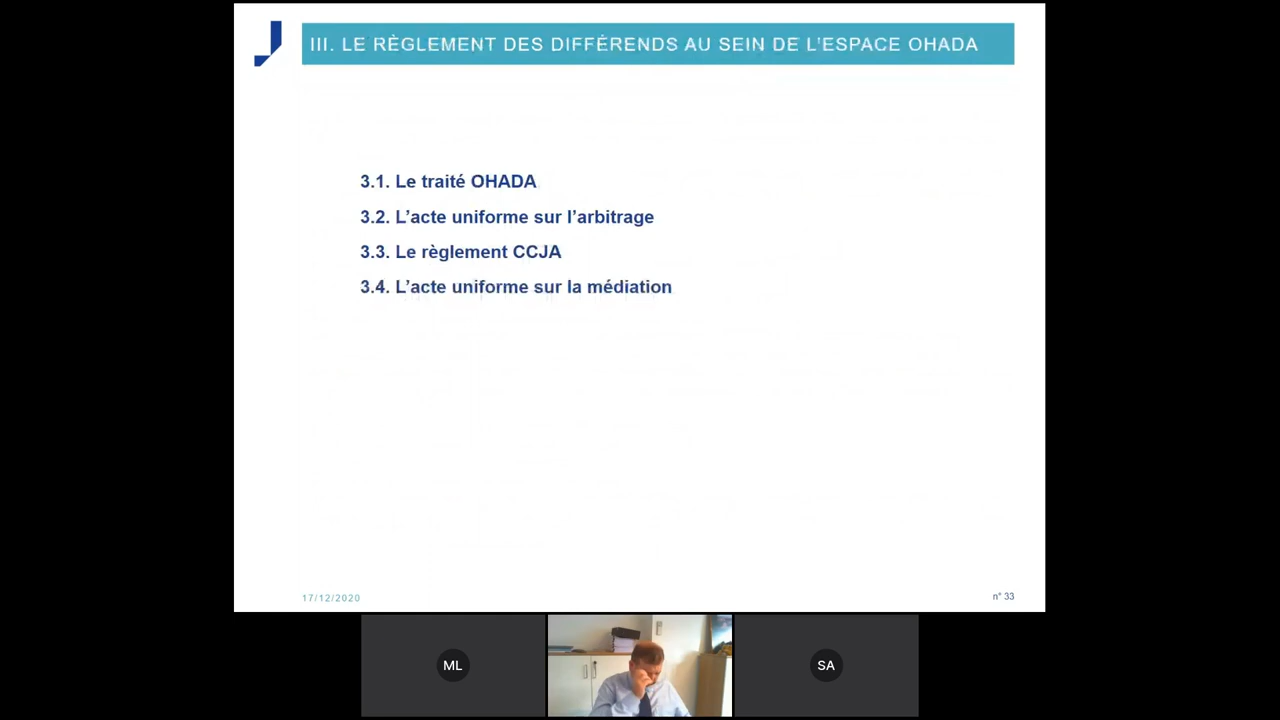 III. LE RÈGLEMENT DES DIFFÉRENDS AU SEIN DE L’ESPACE OHADA
3.1. Le traité OHADA
3.2. L’acte uniforme sur l’arbitrage
3.3. Le règlement CCJA
3.4. L’acte uniforme sur la médiation
17/12/2020
n° 33
ML
SA